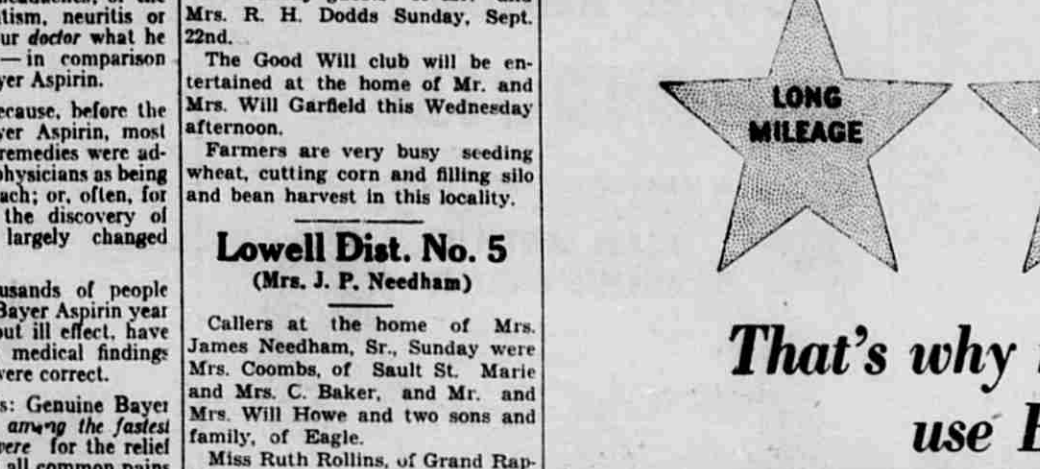 tism, neuritis or
ur doctor what he
— in comparison
yer Aspirin.
ecause, before the
yer Aspirin, most
remedies were ad-
physicians as being
ach; or, often, for
the discovery of
largely changed
usands of people
Bayer Aspirin year
out ill effect, have
medical findings
were correct.
s: Genuine Bayer
among the fastest
were for the relief
all common pains
Mrs. R. H. Dodds Sunday, Sept.
22nd.
The Good Will club will be en-
tertained at the home of Mr. and
Mrs. Will Garfield this Wednesday
afternoon.
Farmers are very busy seeding
wheat, cutting corn and filling silo
and bean harvest in this locality.
Lowell Dist. No. 5
(Mrs. J. P. Needham)
Callers at the home of Mrs.
James Needham, Sr., Sunday were
Mrs. Coombs, of Sault St. Marie
and Mrs. C. Baker, and Mr. and
Mrs. Will Howe and two sons and
family, of Eagle.
Miss Ruth Rollins, of Grand Rap-
LONG
MILEAGE
That's why
use